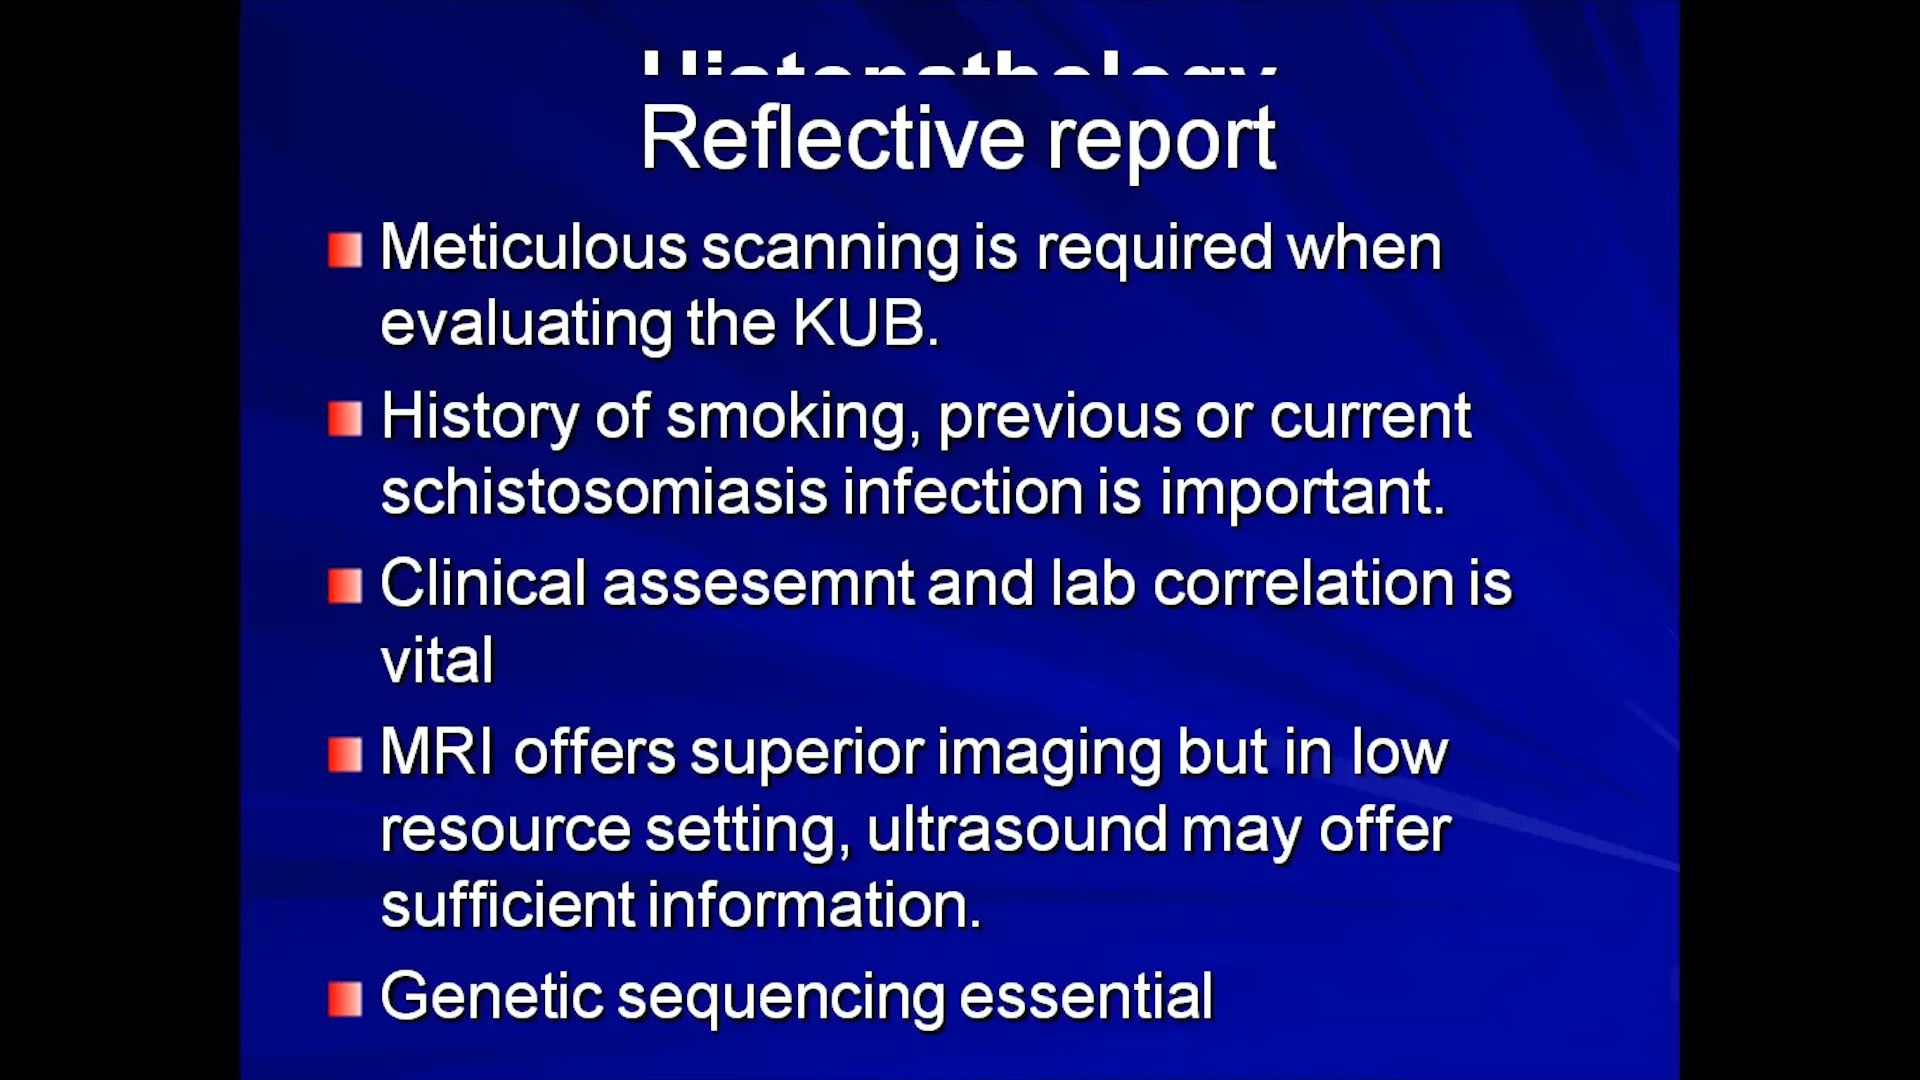 Histopathology
Reflective report
Meticulous scanning is required when
evaluating the KUB.
History of smoking, previous or current
schistosomiasis infection is important.
Clinical assesemnt and lab correlation is
vital
MRI offers superior imaging but in low
resource setting, ultrasound may offer
sufficient information.
Genetic sequencing essential